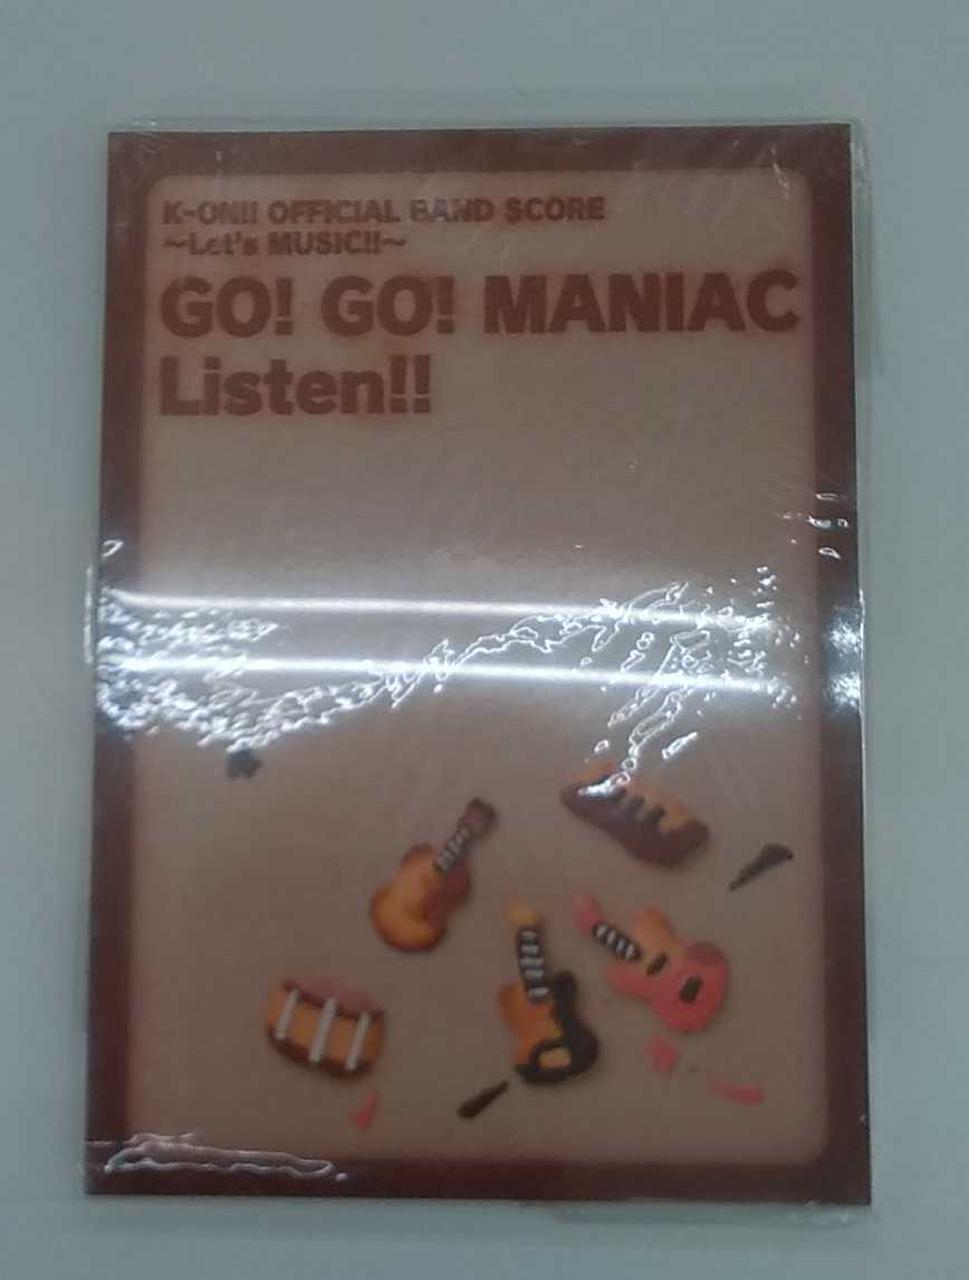 K-ON!! OFFICIAL BAND SCORE
~Let's MUSIC!!~
GO! GO! MANIAC
Listen!!